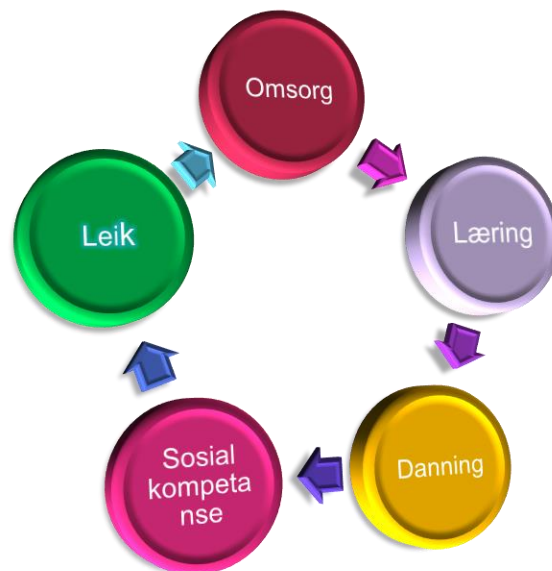 Omsorg
Læring
Danning
Sosial
kompeta
nse
Leik